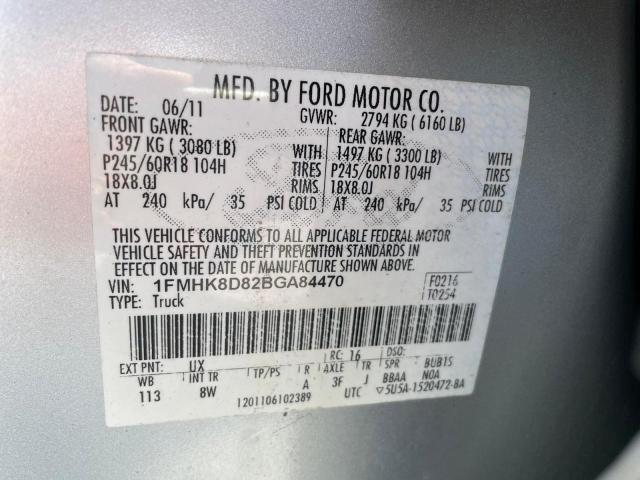 MFD. BY FORD MOTOR CO.
DATE: 06/11 GVWR: 2794 KG ( 6160 LB)
FRONT GAWR: REAR GAWR:
1397 KG ( 3080 LB) WITH 1497 KG ( 3300 LB) WITH
P245/60R18 104H TIRES P245/60R18 104H TIRES
18X8.0J RIMS 18X8.0J RIMS
AT 240 kPa/ 35 PSI COLD AT 240 kPa/ 35 PSI COLD
THIS VEHICLE CONFORMS TO ALL APPLICABLE FEDERAL MOTOR
VEHICLE SAFETY AND THEFT PREVENTION STANDARDS IN
EFFECT ON THE DATE OF MANUFACTURE SHOWN ABOVE.
VIN: 1FMHK8D82BGA84470 F0216
TYPE: Truck T0254
RC: 16 DSO:
EXT PNT: UX
WB INT TR TP/PS R AXLE TR SPR BUB1S
113 8W A 3F J BBAA NOA
1201106102389 UTC ▽5U5A-1520472-BA